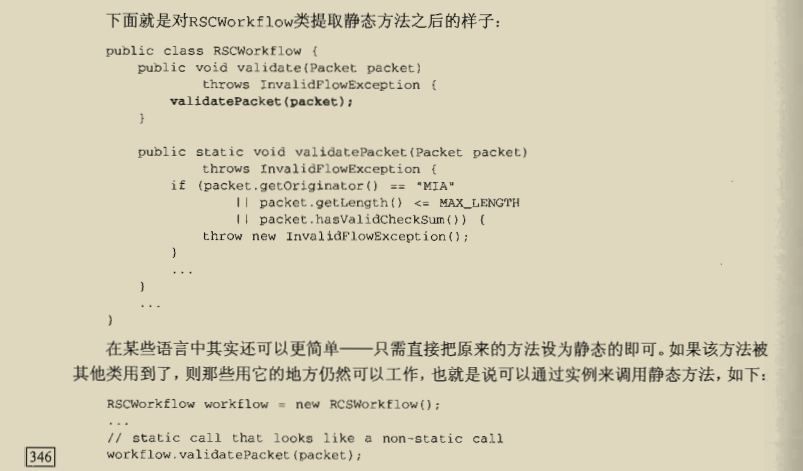 下面就是对RSCWorkflow类提取静态方法之后的样子：
public class RSCWorkflow {
public void validate(Packet packet)
throws InvalidFlowException {
validatePacket(packet);
}
public static void validatePacket(Packet packet)
throws InvalidFlowException {
if (packet.getOriginator() == "MIA"
|| packet.getLength() <= MAX_LENGTH
|| packet.hasValidCheckSum()) {
throw new InvalidFlowException();
}
...
}
...
}
在某些语言中其实还可以更简单——只需直接把原来的方法设为静态的即可。如果该方法被
其他类用到了，则那些用它的地方仍然可以工作，也就是说可以通过实例来调用静态方法，如下：
RSCWorkflow workflow = new RCSWorkflow();
...
// static call that looks like a non-static call
346 workflow.validatePacket(packet);